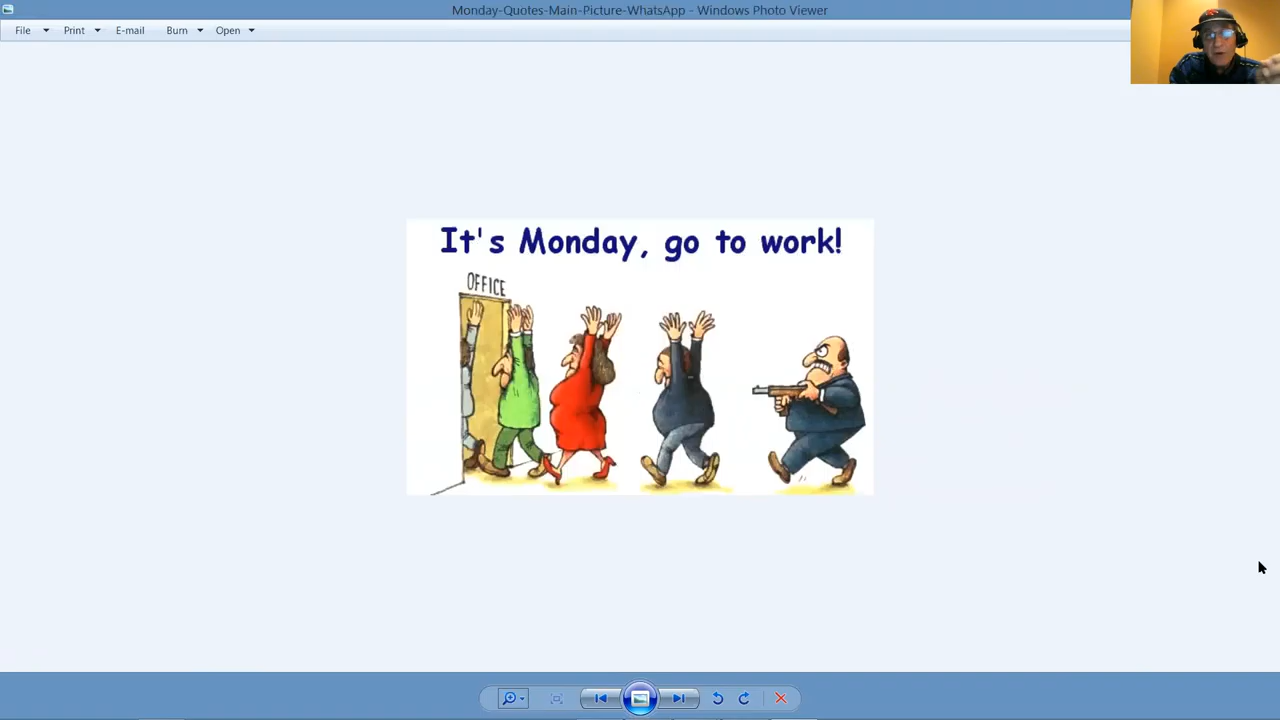 Monday-Quotes-Main-Picture-WhatsApp - Windows Photo Viewer
File Print E-mail Burn Open
It's Monday, go to work!
OFFICE